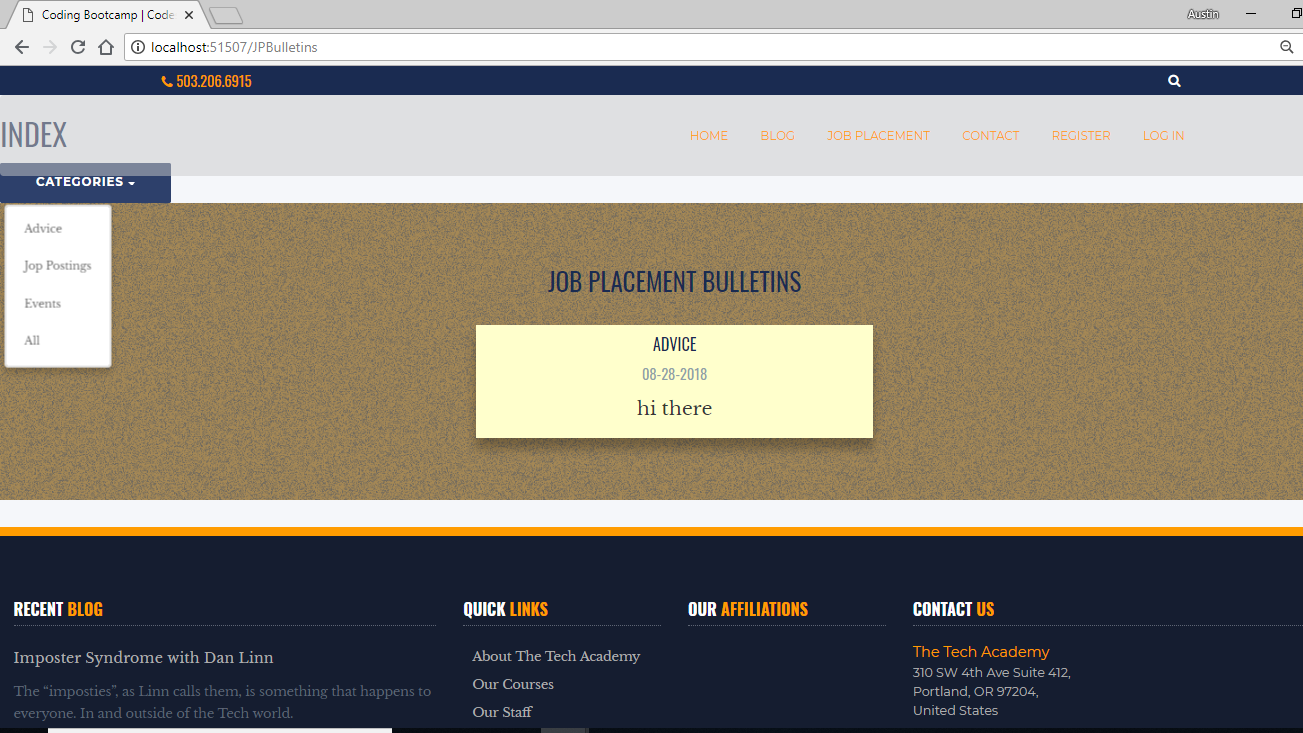 Coding Bootcamp | Code
Austin
localhost:51507/JPBulletins
503.206.6915
INDEX
HOME BLOG JOB PLACEMENT CONTACT REGISTER LOG IN
CATEGORIES
Advice
Jop Postings
Events
All
JOB PLACEMENT BULLETINS
ADVICE
08-28-2018
hi there
RECENT BLOG
Imposter Syndrome with Dan Linn
The “imposties”, as Linn calls them, is something that happens to
everyone. In and outside of the Tech world.
QUICK LINKS
About The Tech Academy
Our Courses
Our Staff
OUR AFFILIATIONS
CONTACT US
The Tech Academy
310 SW 4th Ave Suite 412,
Portland, OR 97204,
United States